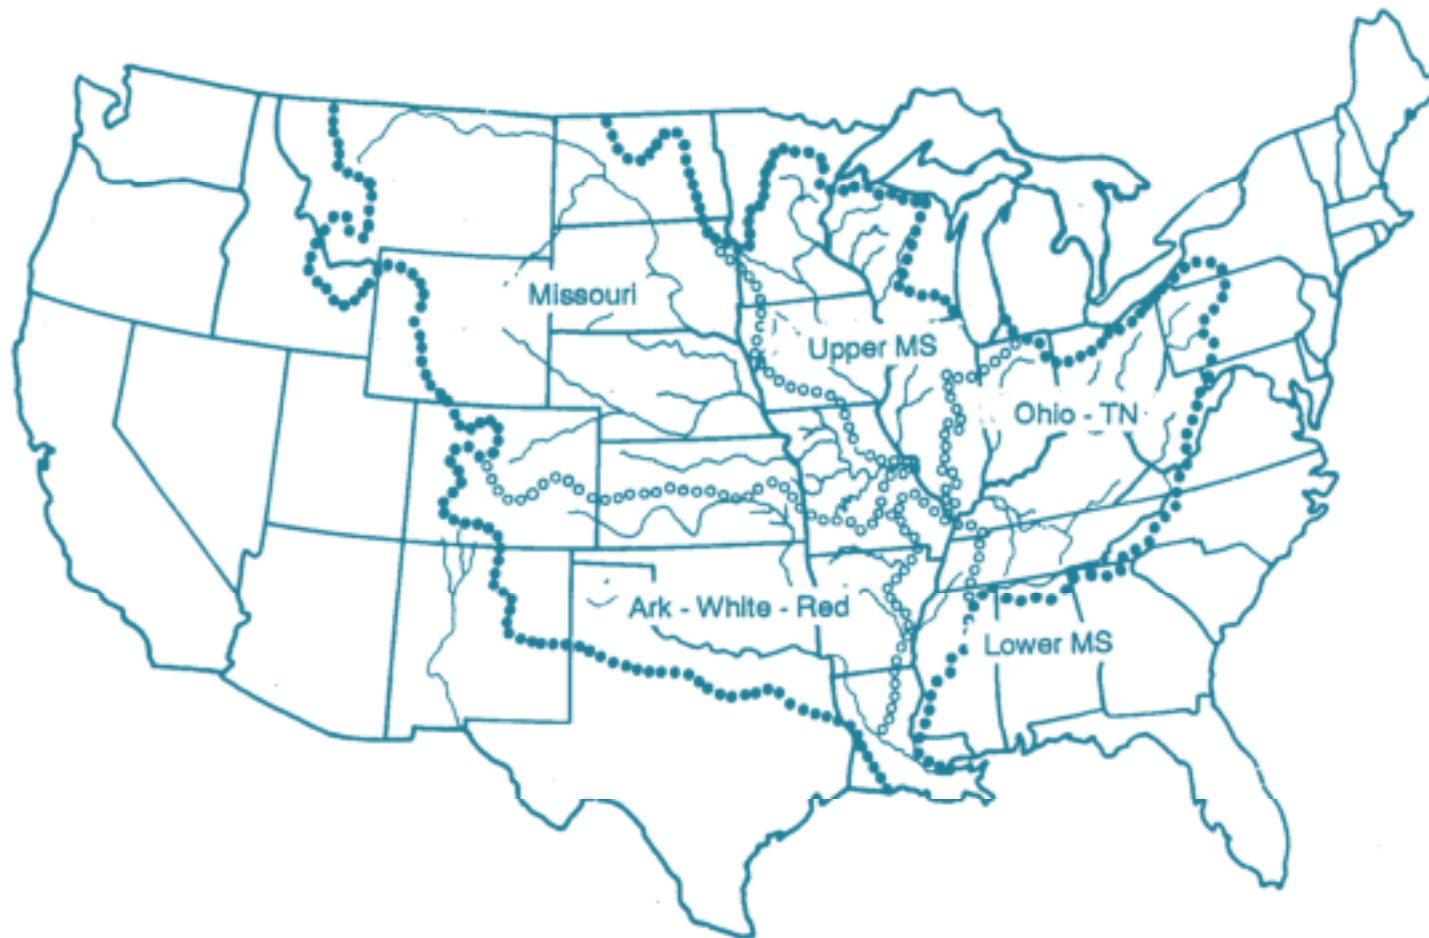 Missouri
Upper MS
Ohio - TN
Ark - White - Red
Lower MS